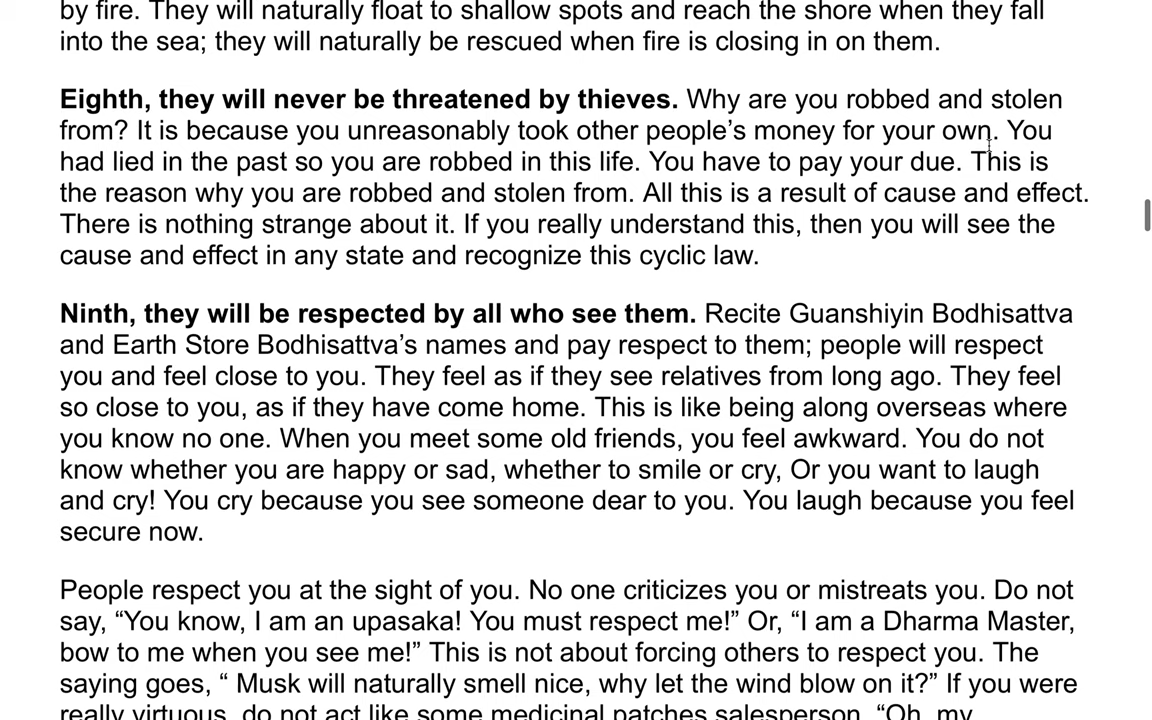 by fire. They will naturally float to shallow spots and reach the shore when they fall
into the sea; they will naturally be rescued when fire is closing in on them.
Eighth, they will never be threatened by thieves. Why are you robbed and stolen
from? It is because you unreasonably took other people’s money for your own. You
had lied in the past so you are robbed in this life. You have to pay your due. This is
the reason why you are robbed and stolen from. All this is a result of cause and effect.
There is nothing strange about it. If you really understand this, then you will see the
cause and effect in any state and recognize this cyclic law.
Ninth, they will be respected by all who see them. Recite Guanshiyin Bodhisattva
and Earth Store Bodhisattva’s names and pay respect to them; people will respect
you and feel close to you. They feel as if they see relatives from long ago. They feel
so close to you, as if they have come home. This is like being along overseas where
you know no one. When you meet some old friends, you feel awkward. You do not
know whether you are happy or sad, whether to smile or cry, Or you want to laugh
and cry! You cry because you see someone dear to you. You laugh because you feel
secure now.
People respect you at the sight of you. No one criticizes you or mistreats you. Do not
say, “You know, I am an upasaka! You must respect me!” Or, “I am a Dharma Master,
bow to me when you see me!” This is not about forcing others to respect you. The
saying goes, “ Musk will naturally smell nice, why let the wind blow on it?” If you were
really virtuous, do not act like some medicinal patches salesperson, “Oh, my